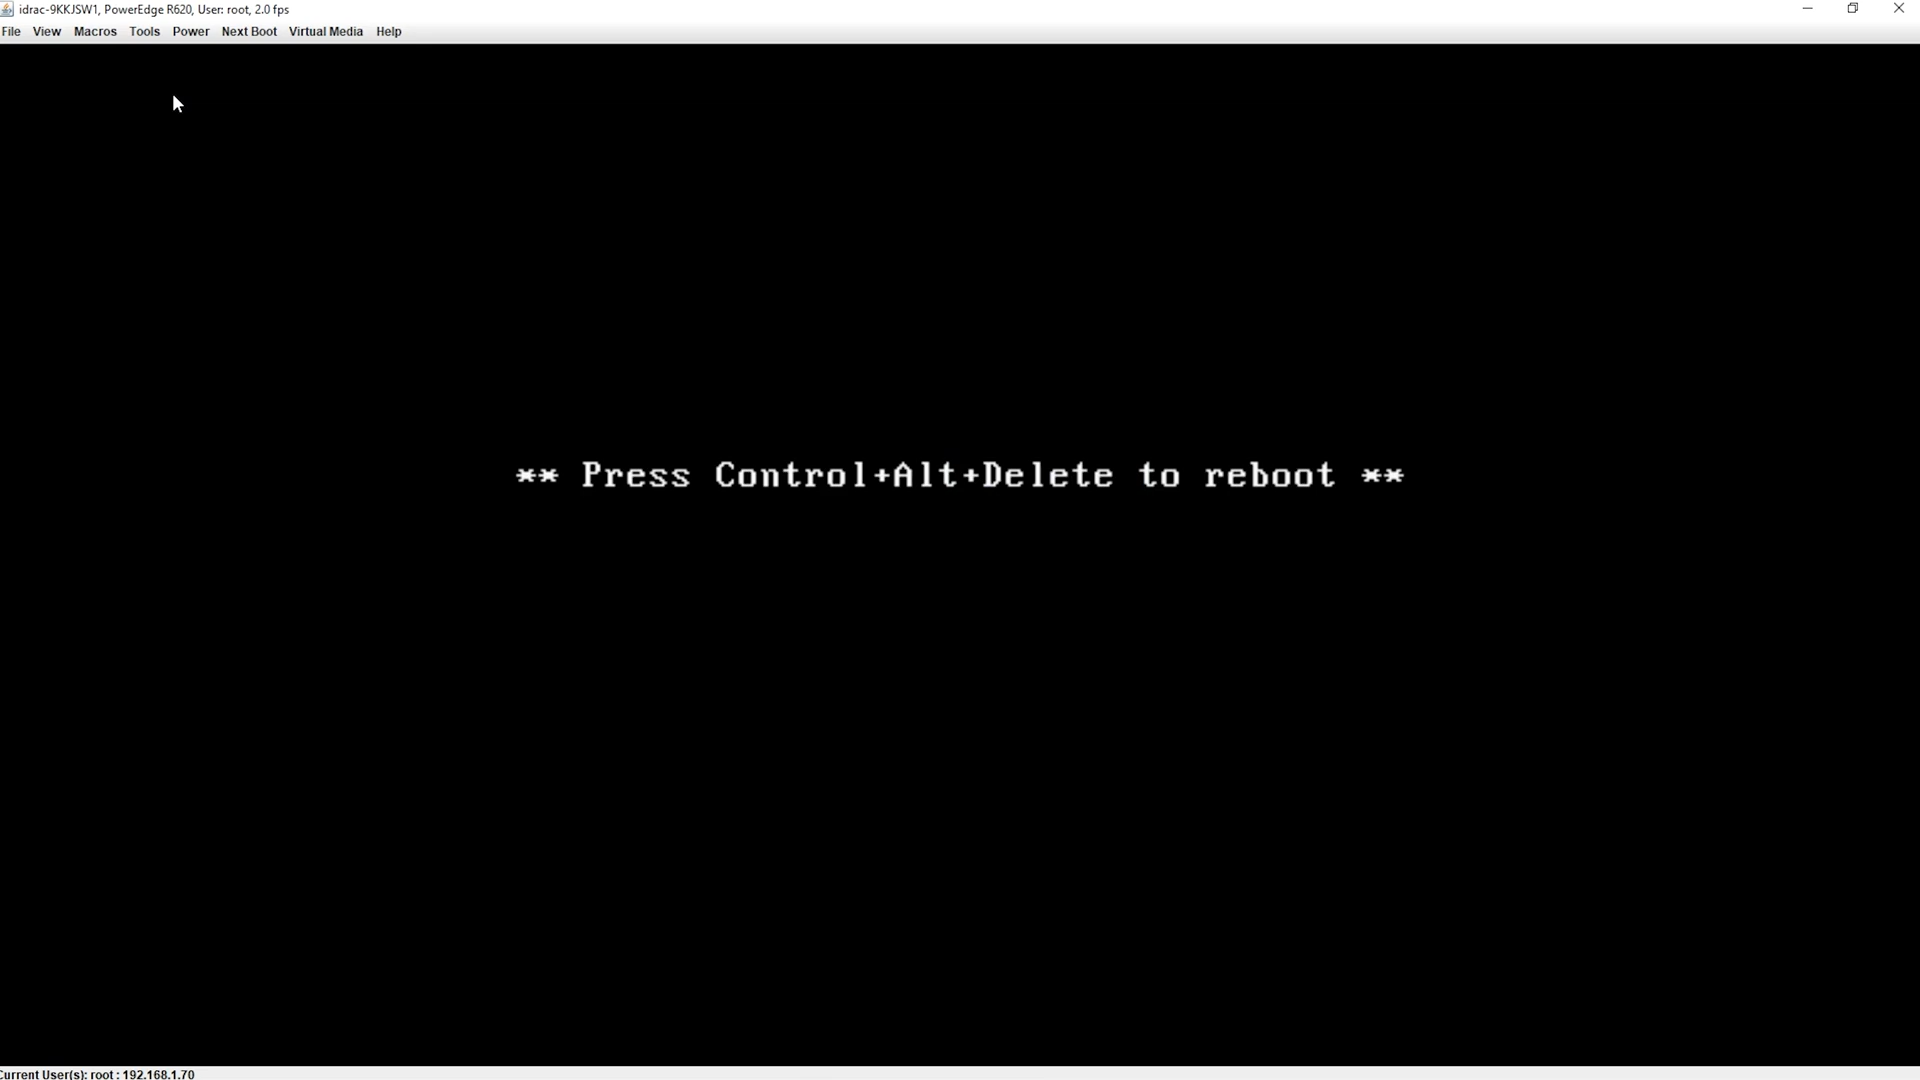 idrac-9KKJSW1, PowerEdge R620, User: root, 2.0 fps
File View Macros Tools Power Next Boot Virtual Media Help
** Press Control+Alt+Delete to reboot **
Current User(s): root : 192.168.1.70